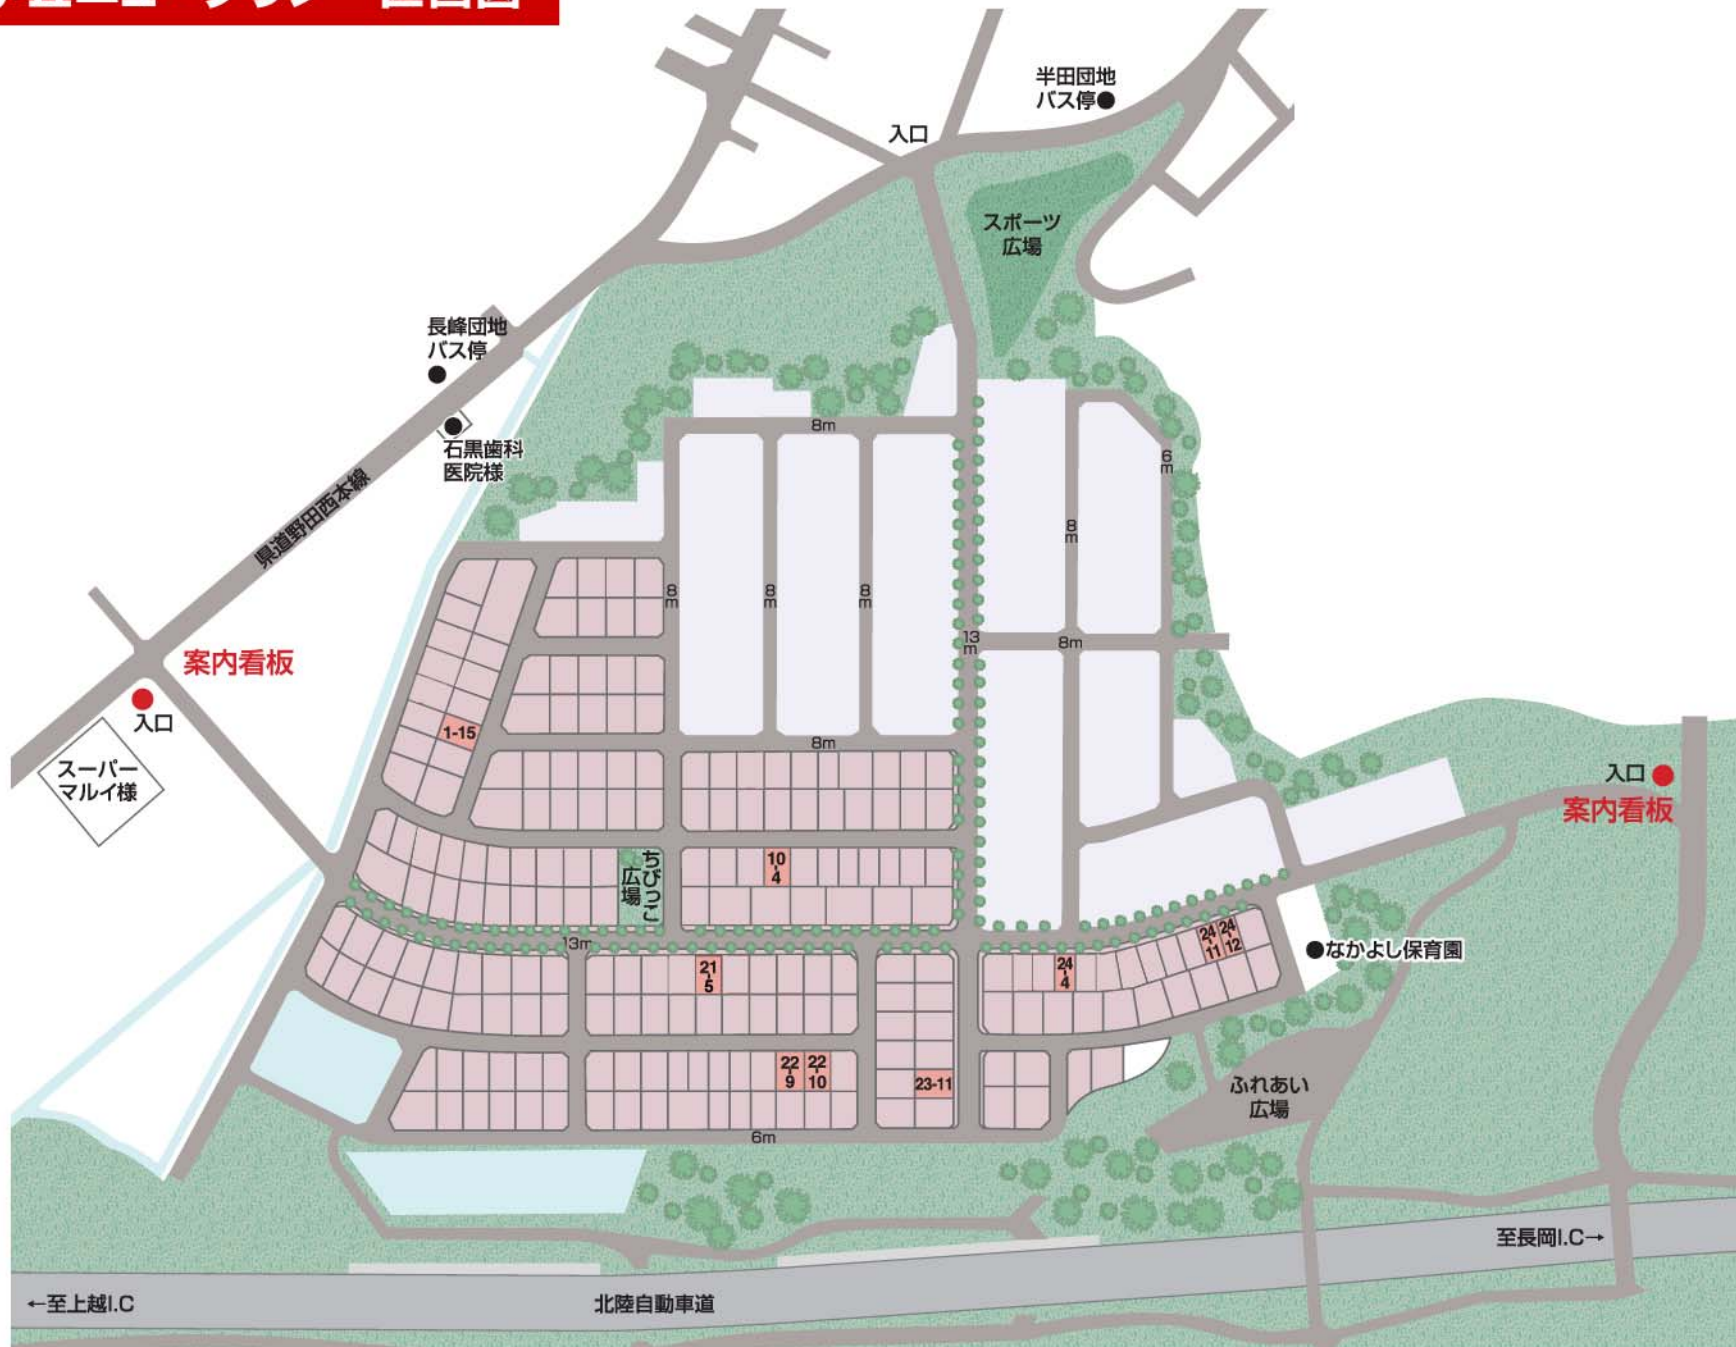 半田団地
バス停
入口
スポーツ
広場
長峰団地
バス停
石黒歯科
医院様
県道野田西本線
8m
6m
8m
8m
8m
8m
13m
8m
案内看板
入口
スーパー
マルイ様
1-15
8m
入口
案内看板
ちびっこ
広場
10-4
13m
21-5
24-4
24-11
24-12
なかよし保育園
22-9
22-10
23-11
ふれあい
広場
6m
至長岡I.C→
←至上越I.C
北陸自動車道